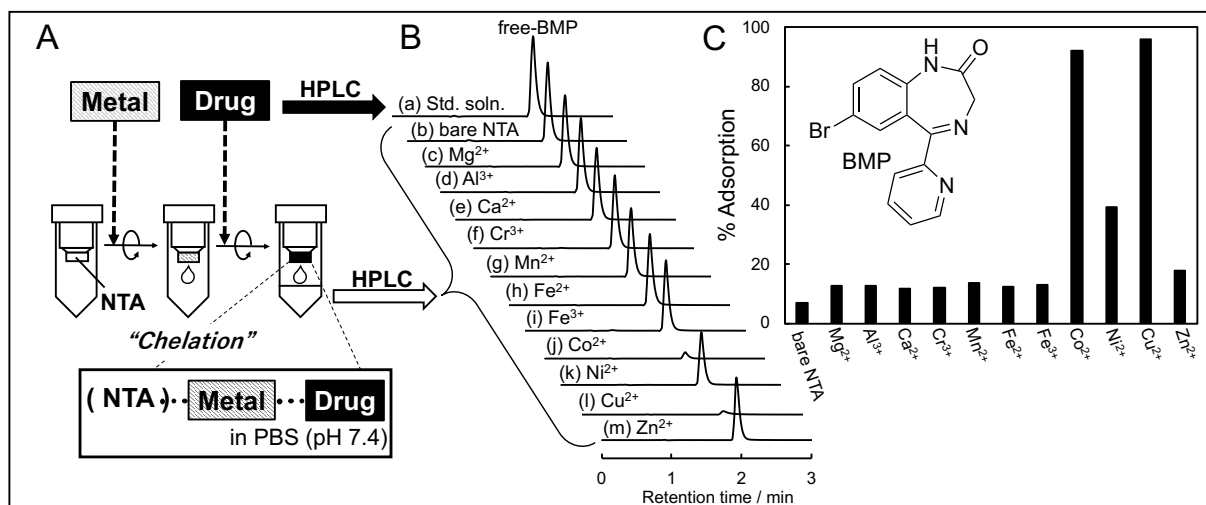 A
Metal
Drug
HPLC
NTA
HPLC
"Chelation"
( NTA)
Metal
Drug
in PBS (pH 7.4)
B
free-BMP
(a) Std. soln.
(b) bare NTA
(c) Mg²⁺
(d) Al³⁺
(e) Ca²⁺
(f) Cr³⁺
(g) Mn²⁺
(h) Fe²⁺
(i) Fe³⁺
(j) Co²⁺
(k) Ni²⁺
(l) Cu²⁺
(m) Zn²⁺
0 1 2 3
Retention time / min
C
% Adsorption
100
80
60
40
20
0
H
N
O
N
Br
BMP
N
bare NTA
Mg²⁺
Al³⁺
Ca²⁺
Cr³⁺
Mn²⁺
Fe²⁺
Fe³⁺
Co²⁺
Ni²⁺
Cu²⁺
Zn²⁺